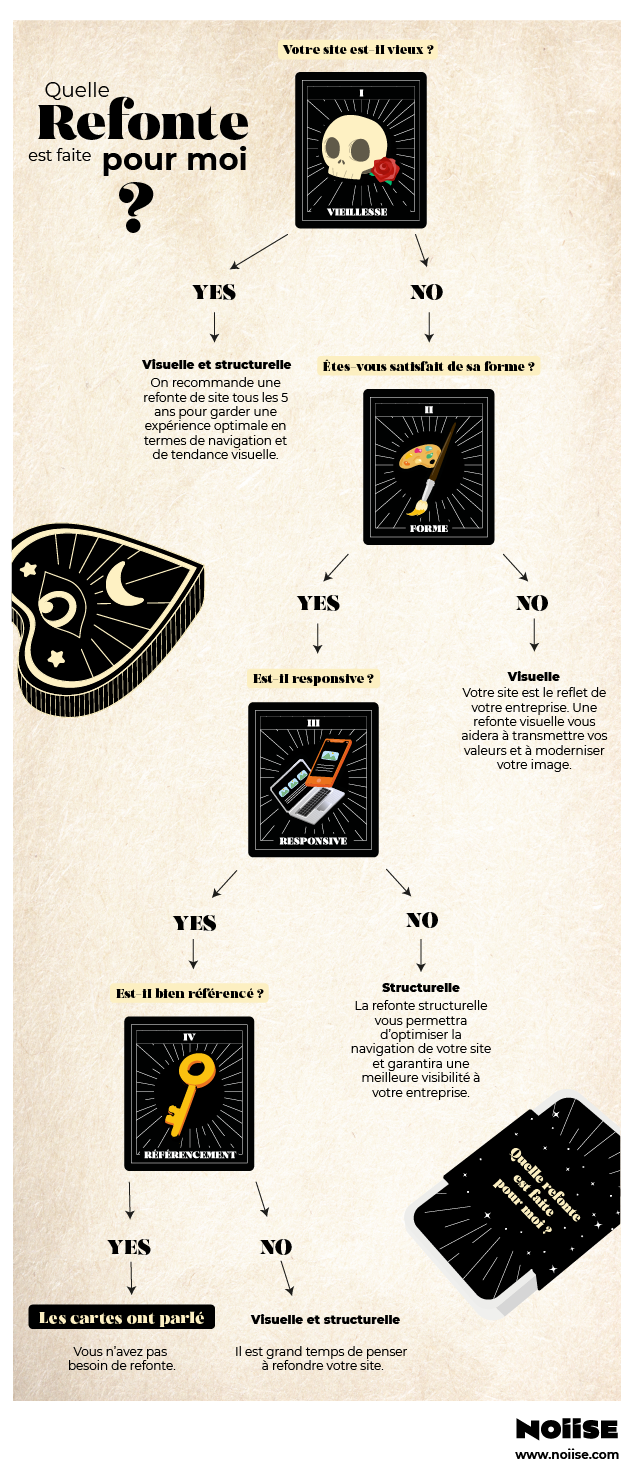 Quelle
Refonte
est faite pour moi
?
Votre site est-il vieux ?
I
VIEILLESSE
YES
NO
Visuelle et structurelle
On recommande une
refonte de site tous les 5
ans pour garder une
expérience optimale en
termes de navigation et
de tendance visuelle.
Êtes-vous satisfait de sa forme ?
II
FORME
YES
NO
Est-il responsive ?
III
RESPONSIVE
Visuelle
Votre site est le reflet de
votre entreprise. Une
refonte visuelle vous
aidera à transmettre vos
valeurs et à moderniser
votre image.
YES
NO
Est-il bien référencé ?
IV
RÉFÉRENCEMENT
Structurelle
La refonte structurelle
vous permettra
d'optimiser la
navigation de votre site
et garantira une
meilleure visibilité à
votre entreprise.
Quelle refonte
est faite
pour moi ?
YES
NO
Les cartes ont parlé
Vous n'avez pas
besoin de refonte.
Visuelle et structurelle
Il est grand temps de penser
à refondre votre site.
NOIISE
www.noiise.com